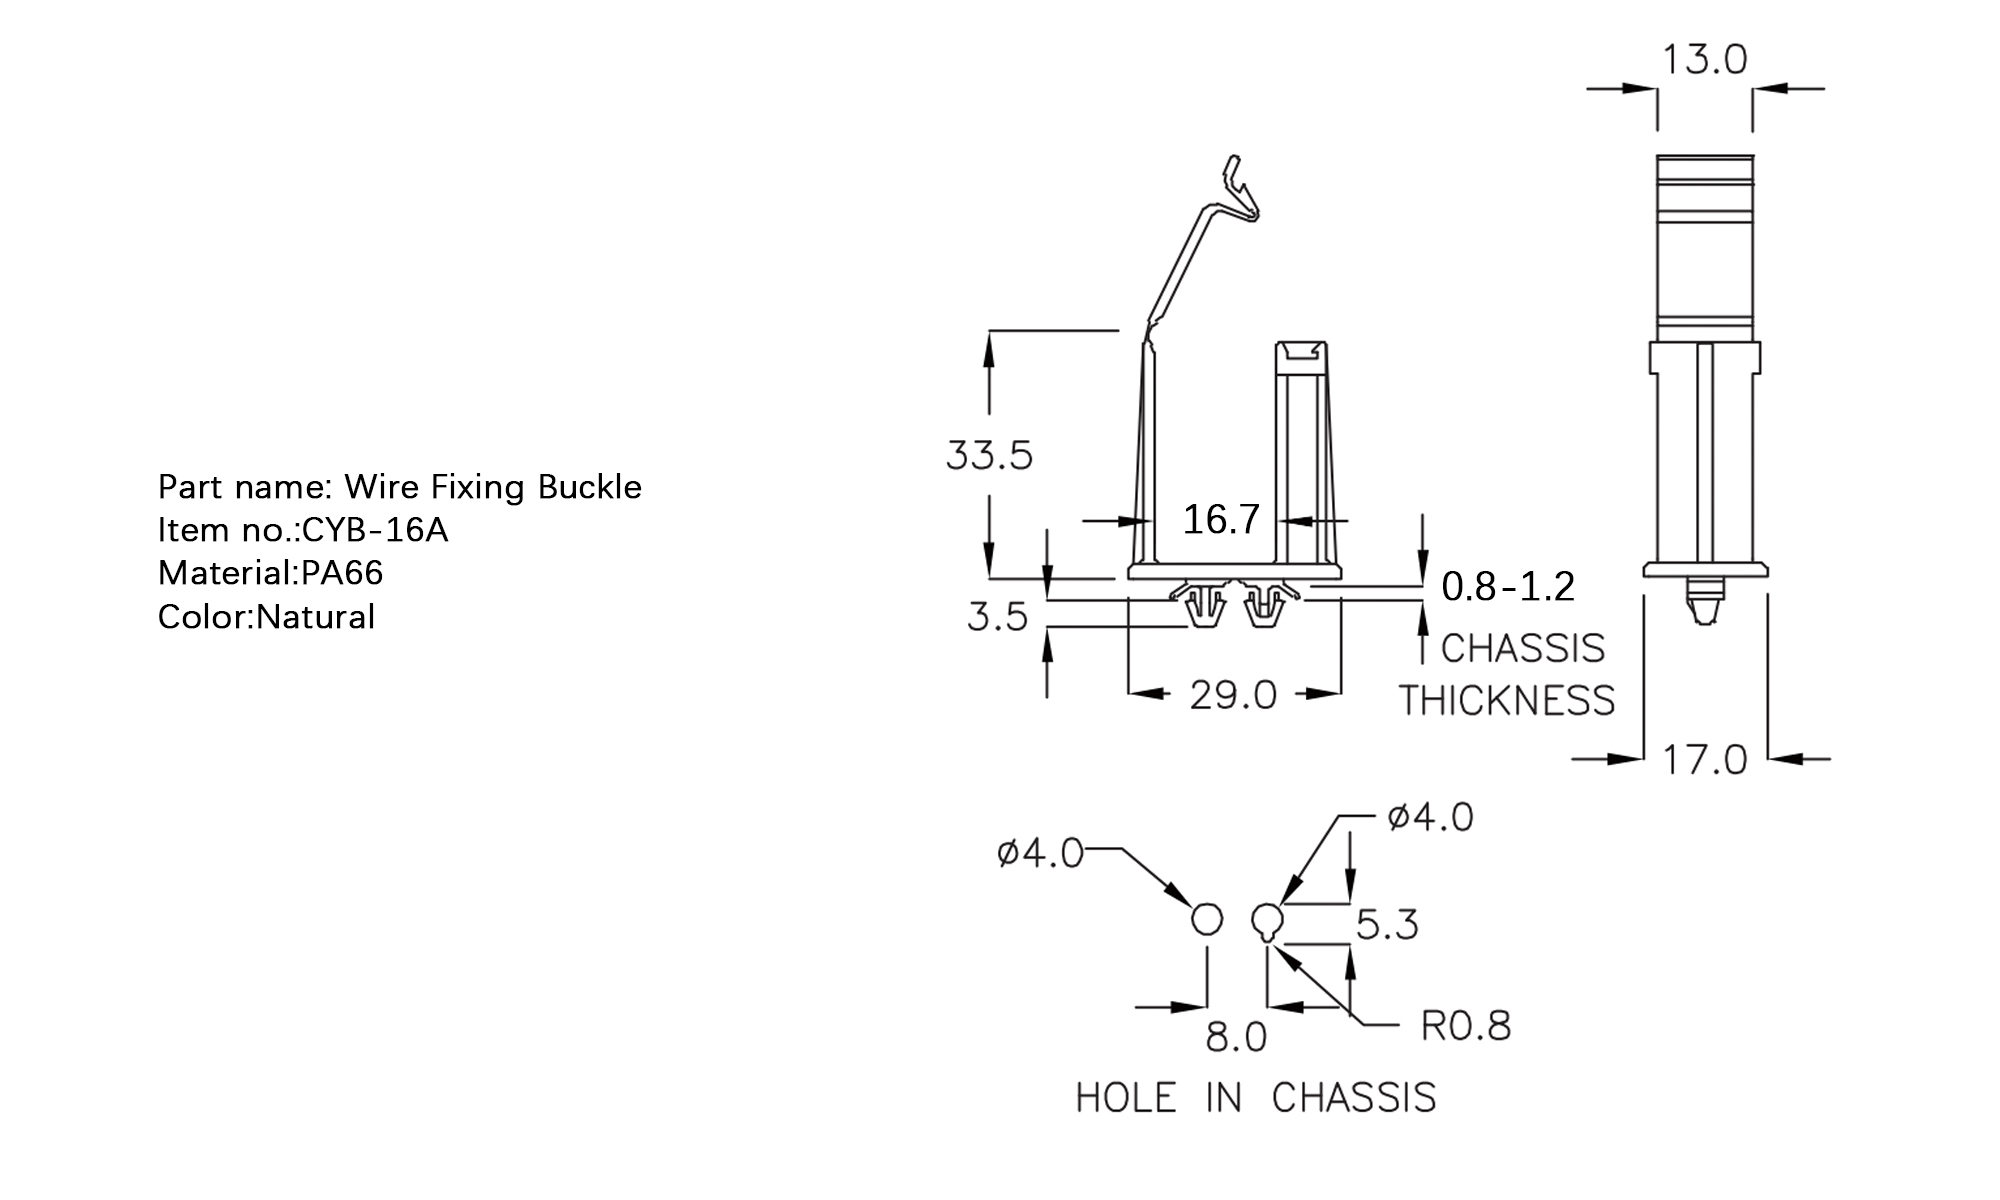 Part name: Wire Fixing Buckle
Item no.:CYB-16A
Material:PA66
Color:Natural
13.0
33.5
16.7
0.8-1.2
3.5
CHASSIS
THICKNESS
29.0
17.0
ø4.0
ø4.0
5.3
8.0
R0.8
HOLE IN CHASSIS